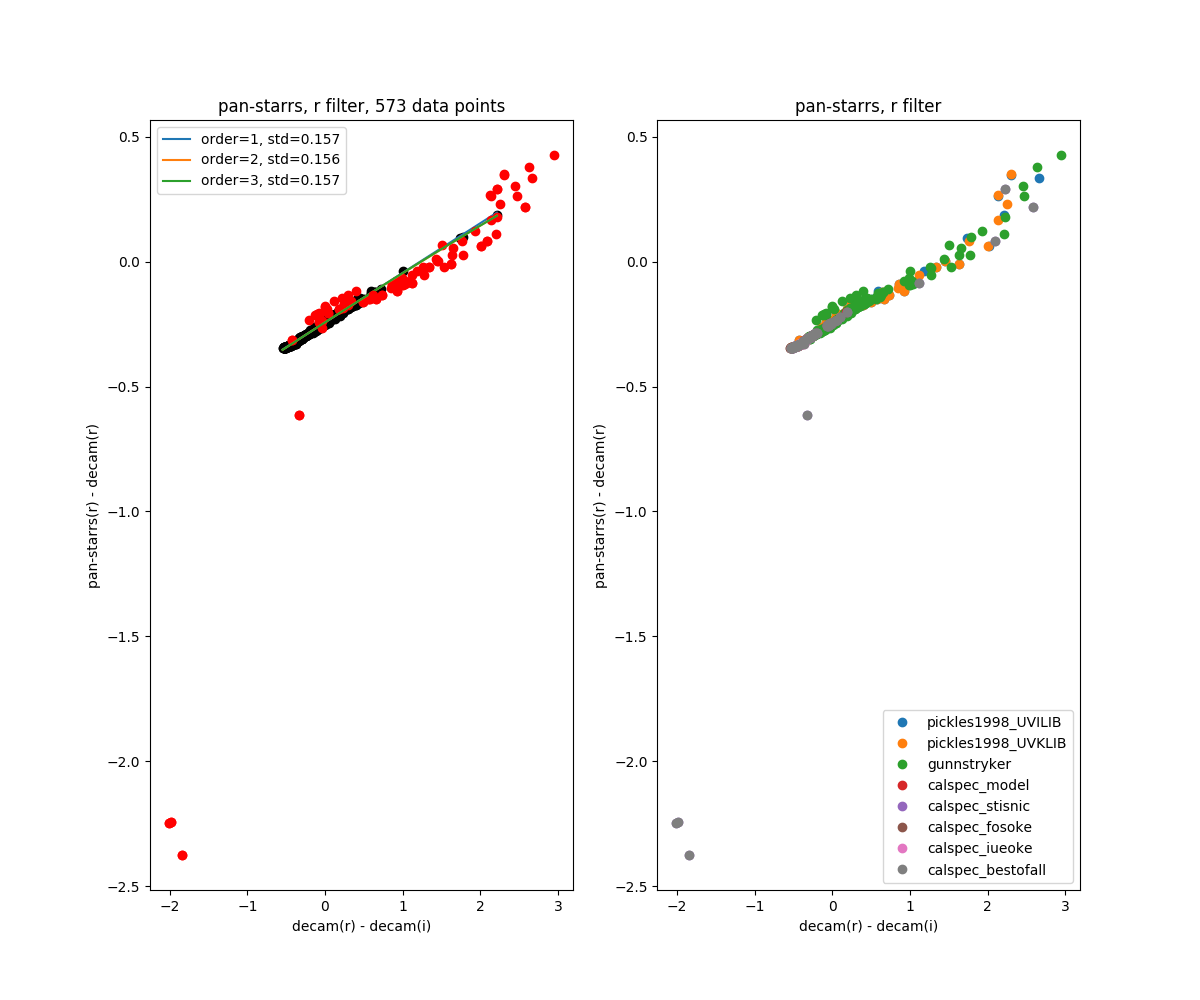 pan-starrs, r filter, 573 data points
order=1, std=0.157
order=2, std=0.156
order=3, std=0.157
0.5
0.0
−0.5
−1.0
−1.5
−2.0
−2.5
pan-starrs(r) - decam(r)
−2
−1
0
1
2
3
decam(r) - decam(i)
pan-starrs, r filter
0.5
0.0
−0.5
−1.0
−1.5
−2.0
−2.5
pan-starrs(r) - decam(r)
pickles1998_UVILIB
pickles1998_UVKLIB
gunnstryker
calspec_model
calspec_stisnic
calspec_fosoke
calspec_iueoke
calspec_bestofall
−2
−1
0
1
2
3
decam(r) - decam(i)